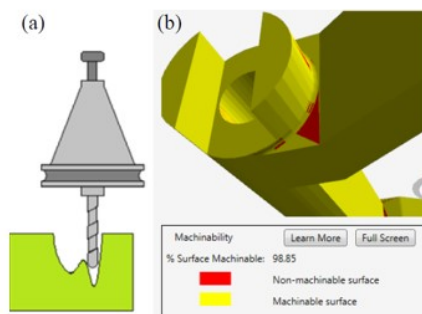 (a)
(b)
Machinability
Learn More
Full Screen
% Surface Machinable: 98.85
Non-machinable surface
Machinable surface